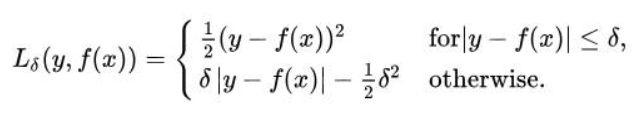 L_δ(y, f(x)) = { ½(y − f(x))² for|y − f(x)| ≤ δ,
δ|y − f(x)| − ½δ² otherwise.